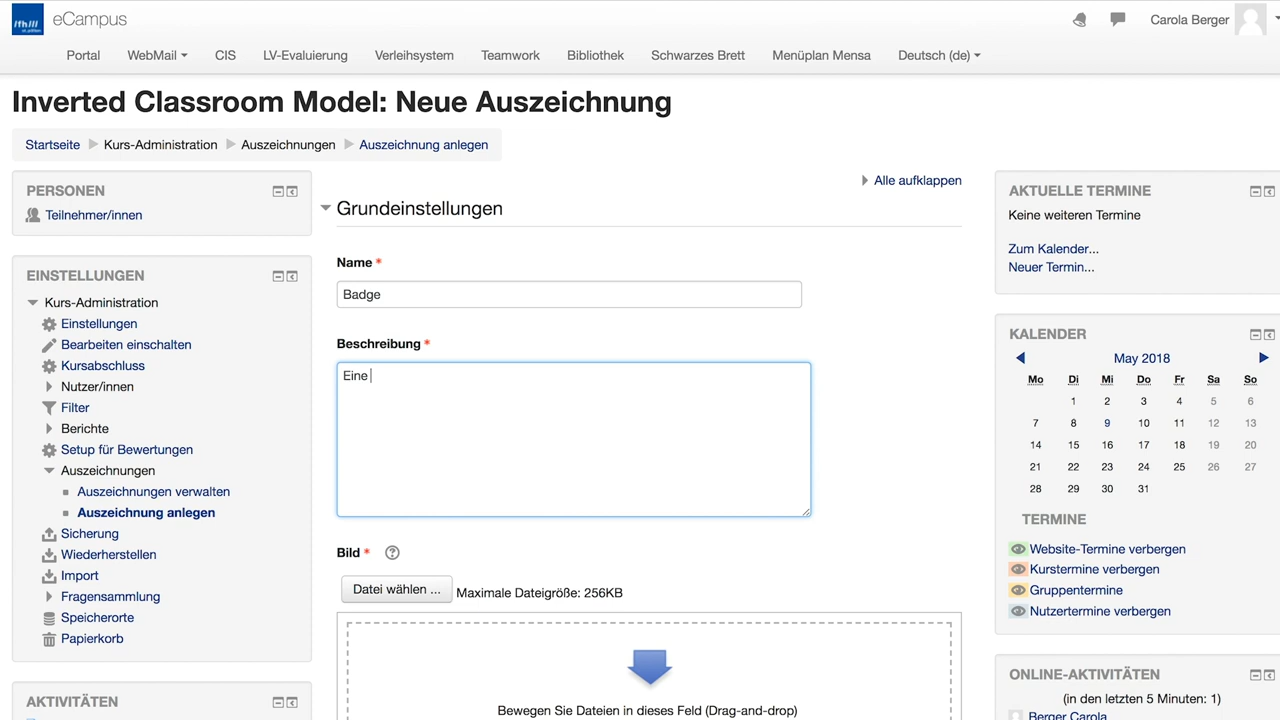 /fh///
st.pölten
eCampus
Carola Berger
Portal WebMail CIS LV-Evaluierung Verleihsystem Teamwork Bibliothek Schwarzes Brett Menüplan Mensa Deutsch (de)
Inverted Classroom Model: Neue Auszeichnung
Startseite Kurs-Administration Auszeichnungen Auszeichnung anlegen
PERSONEN
Teilnehmer/innen
EINSTELLUNGEN
Kurs-Administration
Einstellungen
Bearbeiten einschalten
Kursabschluss
Nutzer/innen
Filter
Berichte
Setup für Bewertungen
Auszeichnungen
Auszeichnungen verwalten
Auszeichnung anlegen
Sicherung
Wiederherstellen
Import
Fragensammlung
Speicherorte
Papierkorb
AKTIVITÄTEN
Alle aufklappen
Grundeinstellungen
Name *
Badge
Beschreibung *
Eine
Bild *
Datei wählen ... Maximale Dateigröße: 256KB
Bewegen Sie Dateien in dieses Feld (Drag-and-drop)
AKTUELLE TERMINE
Keine weiteren Termine
Zum Kalender...
Neuer Termin...
KALENDER
May 2018
Mo Di Mi Do Fr Sa So
1 2 3 4 5 6
7 8 9 10 11 12 13
14 15 16 17 18 19 20
21 22 23 24 25 26 27
28 29 30 31
TERMINE
Website-Termine verbergen
Kurstermine verbergen
Gruppentermine
Nutzertermine verbergen
ONLINE-AKTIVITÄTEN
(in den letzten 5 Minuten: 1)
Berger Carola